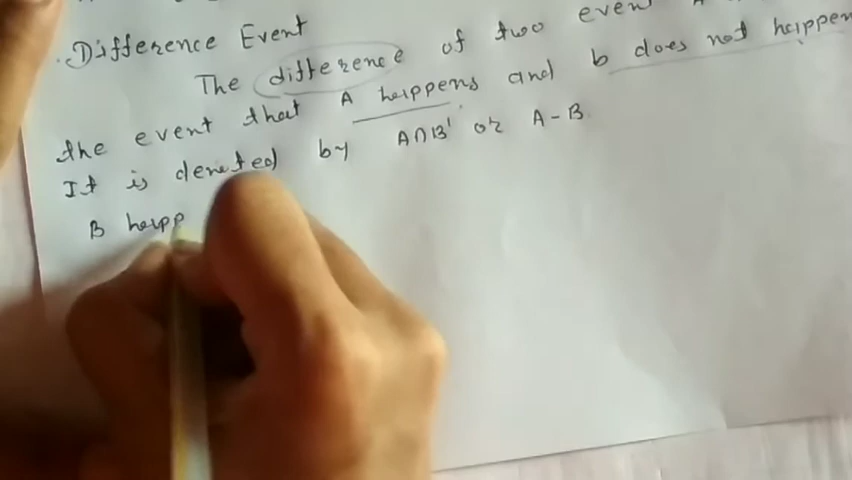 Difference Event
The difference of two event
the event that A happens and b does not happen
It is denoted by A∩B' or A-B
B happ